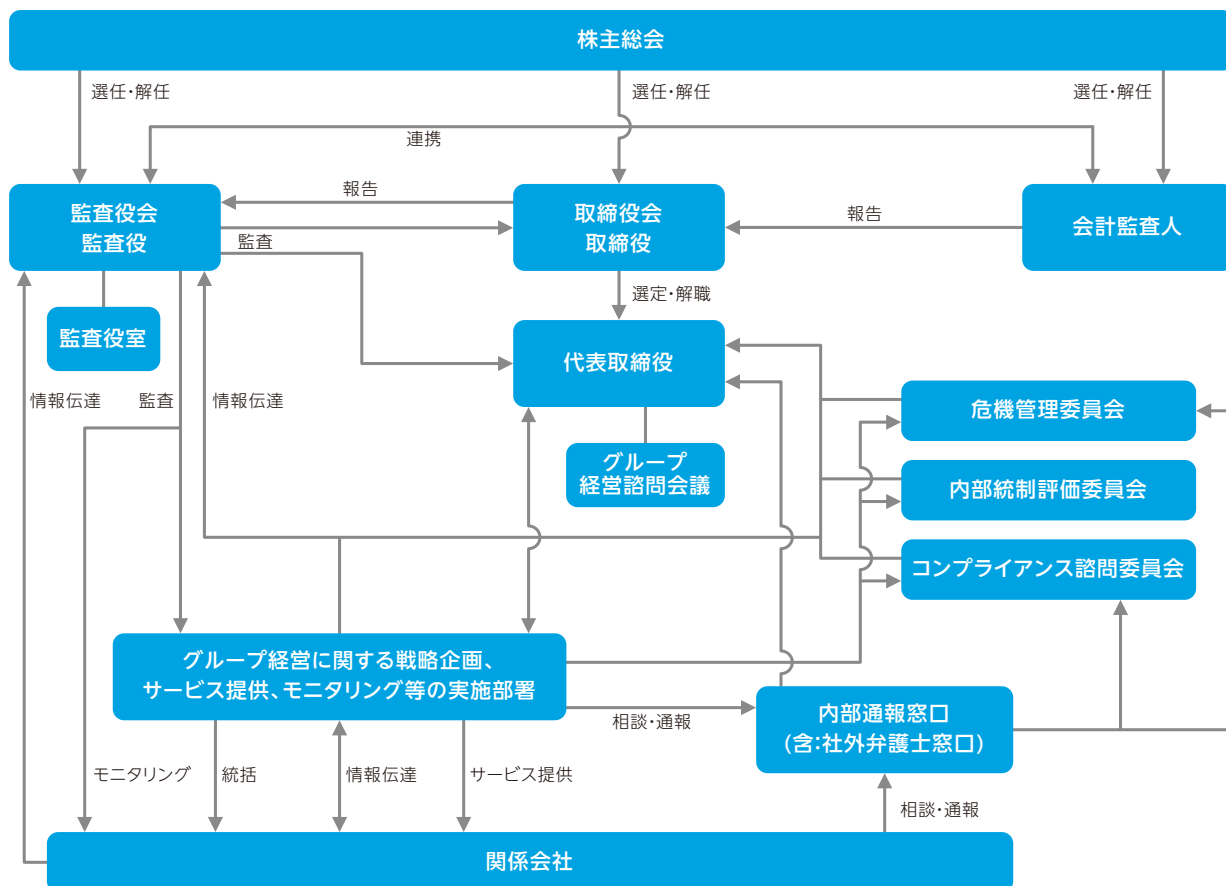 株主総会
選任・解任
選任・解任
選任・解任
連携
監査役会
監査役
報告
取締役会
取締役
報告
会計監査人
監査
選定・解職
監査役室
代表取締役
情報伝達
監査
情報伝達
危機管理委員会
グループ
経営諮問会議
内部統制評価委員会
コンプライアンス諮問委員会
グループ経営に関する戦略企画、
サービス提供、モニタリング等の実施部署
相談・通報
内部通報窓口
(含:社外弁護士窓口)
モニタリング
統括
情報伝達
サービス提供
相談・通報
関係会社